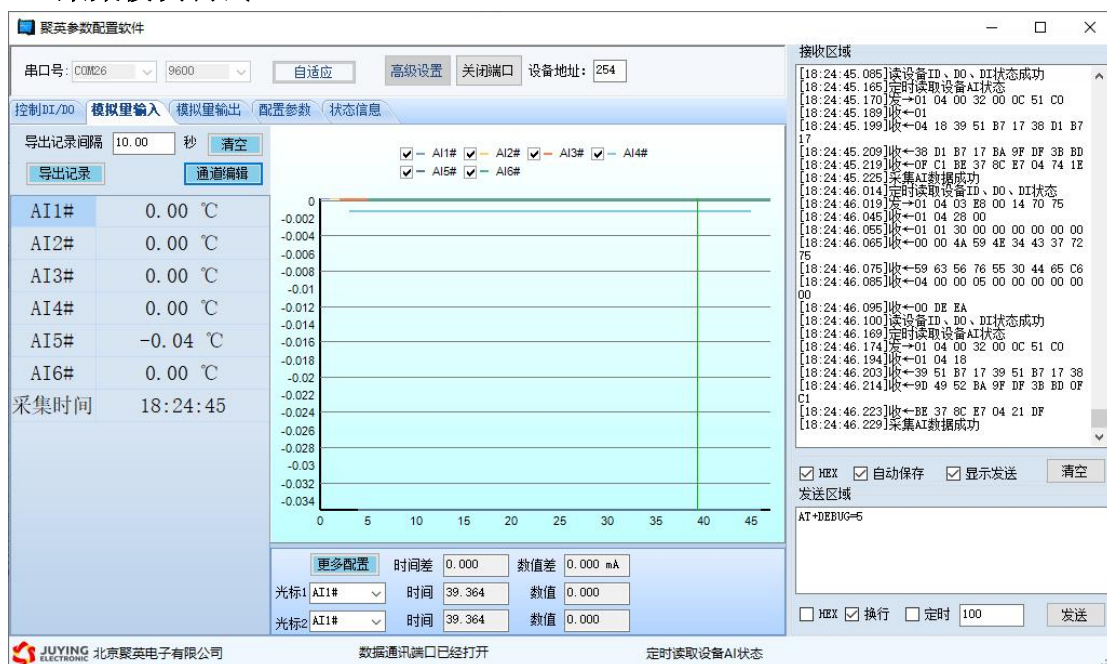 聚英参数配置软件
串口号: COM26 9600 自适应 高级设置 关闭端口 设备地址: 254
控制DI/DO 模拟量输入 模拟量输出 配置参数 状态信息
导出记录间隔 10.00 秒 清空
导出记录 通道编辑
AI1# 0.00 ℃
AI2# 0.00 ℃
AI3# 0.00 ℃
AI4# 0.00 ℃
AI5# -0.04 ℃
AI6# 0.00 ℃
采集时间 18:24:45
AI1# AI2# AI3# AI4#
AI5# AI6#
0
-0.002
-0.004
-0.006
-0.008
-0.01
-0.012
-0.014
-0.016
-0.018
-0.02
-0.022
-0.024
-0.026
-0.028
-0.03
-0.032
-0.034
0 5 10 15 20 25 30 35 40 45
更多配置 时间差 0.000 数值差 0.000 mA
光标1 AI1# 时间 39.364 数值 0.000
光标2 AI1# 时间 39.364 数值 0.000
接收区域
[18:24:45.085]读设备ID、DO、DI状态成功
[18:24:45.165]定时读取设备AI状态
[18:24:45.170]发→01 04 00 32 00 0C 51 C0
[18:24:45.189]收←01
[18:24:45.199]收←04 18 39 51 B7 17 38 D1 B7
17
[18:24:45.209]收←38 D1 B7 17 BA 9F DF 3B BD
[18:24:45.219]收←0F C1 BE 37 8C E7 04 74 1E
[18:24:45.225]采集AI数据成功
[18:24:46.014]定时读取设备ID、DO、DI状态
[18:24:46.019]发→01 04 03 E8 00 14 70 75
[18:24:46.045]收←01 04 28 00
[18:24:46.055]收←01 01 30 00 00 00 00 00 00
[18:24:46.065]收←00 00 4A 59 4E 34 43 37 72
75
[18:24:46.075]收←59 63 56 76 55 30 44 65 C6
[18:24:46.085]收←04 00 00 05 00 00 00 00 00
00
[18:24:46.095]收←00 DE EA
[18:24:46.100]读设备ID、DO、DI状态成功
[18:24:46.169]定时读取设备AI状态
[18:24:46.174]发→01 04 00 32 00 0C 51 C0
[18:24:46.194]收←01 04 18
[18:24:46.203]收←39 51 B7 17 39 51 B7 17 38
[18:24:46.214]收←9D 49 52 BA 9F DF 3B BD 0F
C1
[18:24:46.223]收←BE 37 8C E7 04 21 DF
[18:24:46.229]采集AI数据成功
HEX 自动保存 显示发送 清空
发送区域
AT+DEBUG=5
HEX 换行 定时 100 发送
JUYING ELECTRONIC 北京聚英电子有限公司 数据通讯端口已经打开 定时读取设备AI状态